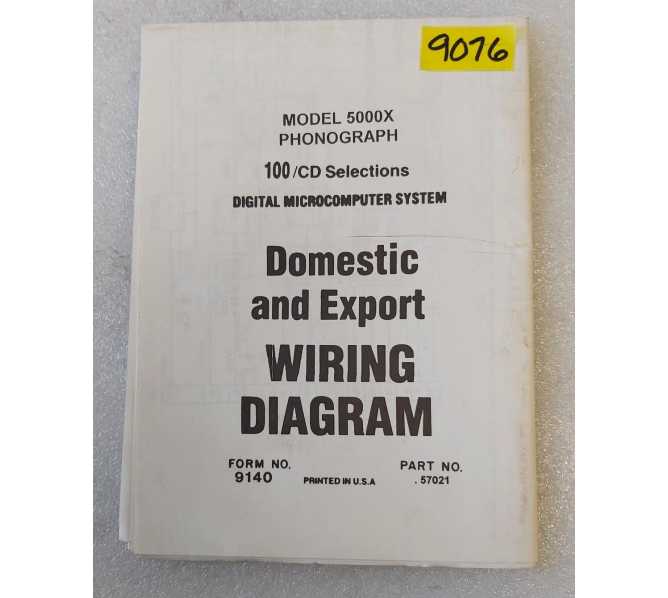 9076
MODEL 5000X
PHONOGRAPH
100/CD Selections
DIGITAL MICROCOMPUTER SYSTEM
Domestic
and Export
WIRING
DIAGRAM
FORM NO. PART NO.
9140 PRINTED IN U.S.A . 57021